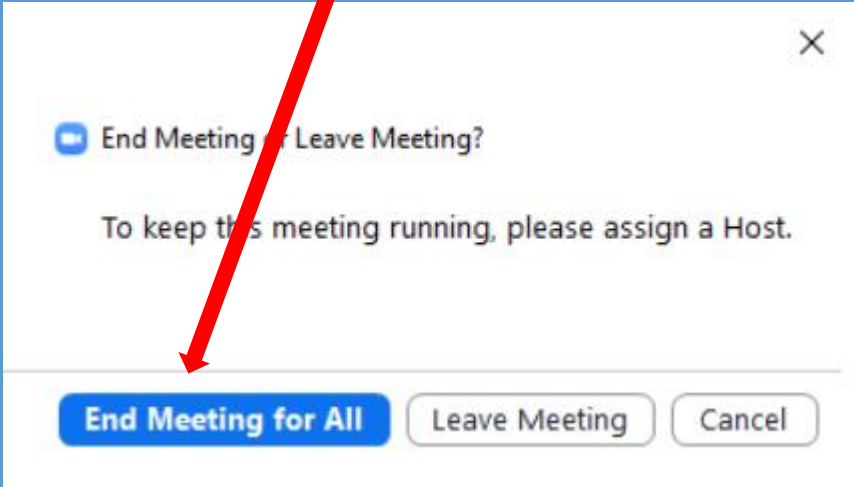 End Meeting or Leave Meeting?
To keep this meeting running, please assign a Host.
End Meeting for All
Leave Meeting
Cancel